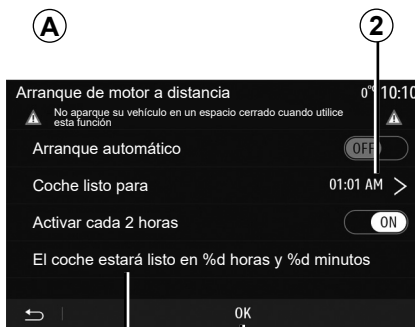 A
2
Arranque de motor a distancia 0°C 10:10
No aparque su vehículo en un espacio cerrado cuando utilice
esta función
Arranque automático OFF
Coche listo para 01:01 AM
Activar cada 2 horas ON
El coche estará listo en %d horas y %d minutos
OK